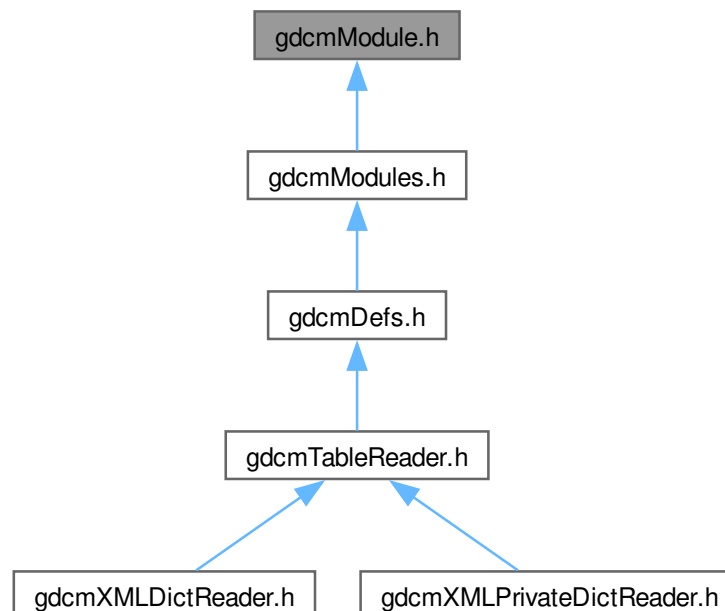 gdcmModule.h
gdcmModules.h
gdcmDefs.h
gdcmTableReader.h
gdcmXMLDictReader.h
gdcmXMLPrivateDictReader.h